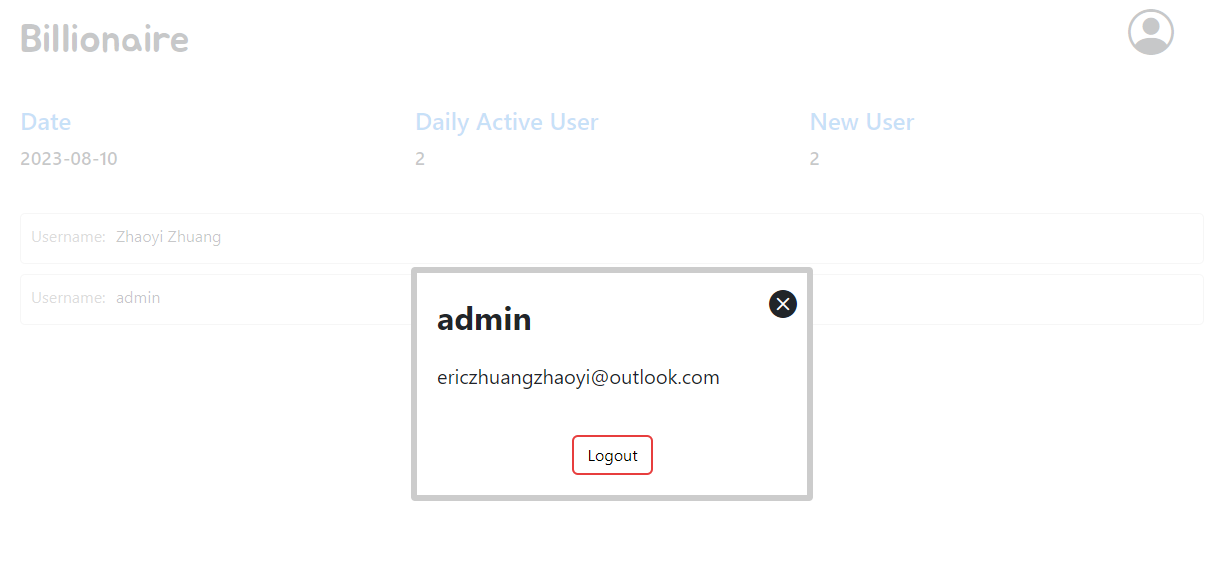 Billionaire
Date Daily Active User New User
2023-08-10 2 2
Username: Zhaoyi Zhuang
Username: admin
admin
ericzhuangzhaoyi@outlook.com
Logout